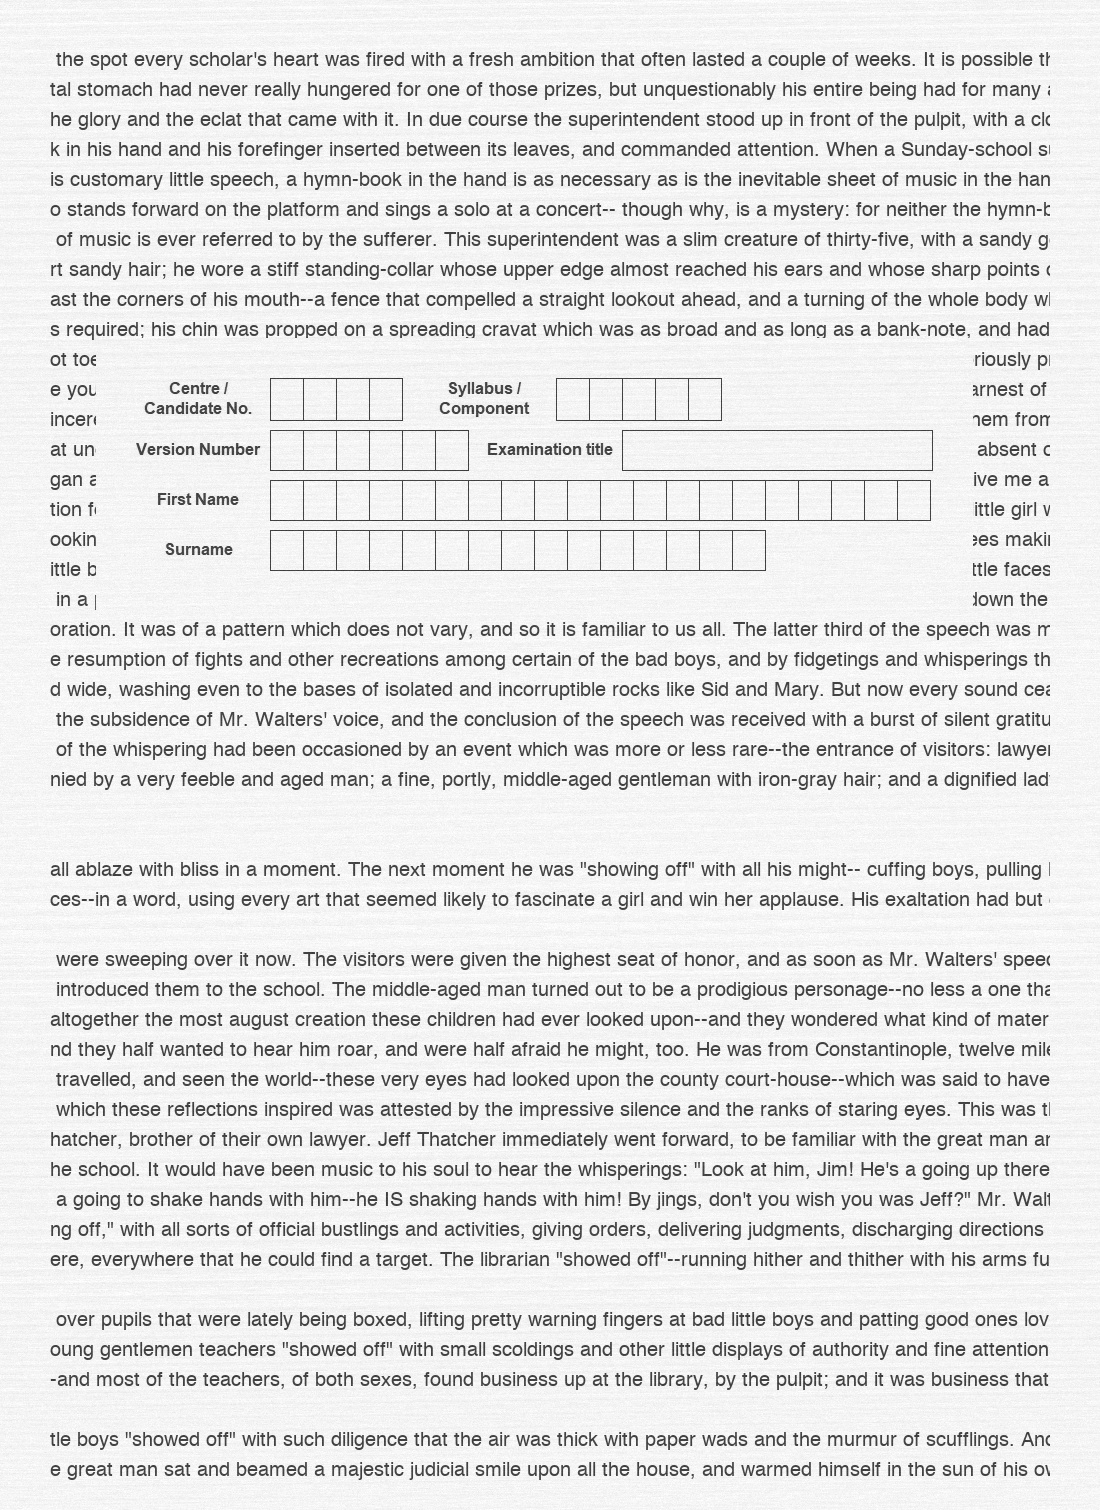 the spot every scholar's heart was fired with a fresh ambition that often lasted a couple of weeks. It is possible th
tal stomach had never really hungered for one of those prizes, but unquestionably his entire being had for many a
he glory and the eclat that came with it. In due course the superintendent stood up in front of the pulpit, with a clo
k in his hand and his forefinger inserted between its leaves, and commanded attention. When a Sunday-school su
is customary little speech, a hymn-book in the hand is as necessary as is the inevitable sheet of music in the han
o stands forward on the platform and sings a solo at a concert-- though why, is a mystery: for neither the hymn-b
of music is ever referred to by the sufferer. This superintendent was a slim creature of thirty-five, with a sandy g
rt sandy hair; he wore a stiff standing-collar whose upper edge almost reached his ears and whose sharp points c
ast the corners of his mouth--a fence that compelled a straight lookout ahead, and a turning of the whole body wh
s required; his chin was propped on a spreading cravat which was as broad and as long as a bank-note, and had
ot toe riously p
e you Centre / Candidate No. Syllabus / Component arnest of
incere hem from
at un Version Number Examination title absent c
gan a ive me a
tion f First Name ittle girl w
ookin Surname ees makin
ittle b ttle faces
in a down the
oration. It was of a pattern which does not vary, and so it is familiar to us all. The latter third of the speech was m
e resumption of fights and other recreations among certain of the bad boys, and by fidgetings and whisperings th
d wide, washing even to the bases of isolated and incorruptible rocks like Sid and Mary. But now every sound cea
the subsidence of Mr. Walters' voice, and the conclusion of the speech was received with a burst of silent gratitu
of the whispering had been occasioned by an event which was more or less rare--the entrance of visitors: lawyer
nied by a very feeble and aged man; a fine, portly, middle-aged gentleman with iron-gray hair; and a dignified lad
all ablaze with bliss in a moment. The next moment he was "showing off" with all his might-- cuffing boys, pulling
ces--in a word, using every art that seemed likely to fascinate a girl and win her applause. His exaltation had but
were sweeping over it now. The visitors were given the highest seat of honor, and as soon as Mr. Walters' speec
introduced them to the school. The middle-aged man turned out to be a prodigious personage--no less a one tha
altogether the most august creation these children had ever looked upon--and they wondered what kind of mater
nd they half wanted to hear him roar, and were half afraid he might, too. He was from Constantinople, twelve mile
travelled, and seen the world--these very eyes had looked upon the county court-house--which was said to have
which these reflections inspired was attested by the impressive silence and the ranks of staring eyes. This was th
hatcher, brother of their own lawyer. Jeff Thatcher immediately went forward, to be familiar with the great man an
he school. It would have been music to his soul to hear the whisperings: "Look at him, Jim! He's a going up there
a going to shake hands with him--he IS shaking hands with him! By jings, don't you wish you was Jeff?" Mr. Walt
ng off," with all sorts of official bustlings and activities, giving orders, delivering judgments, discharging directions
ere, everywhere that he could find a target. The librarian "showed off"--running hither and thither with his arms fu
over pupils that were lately being boxed, lifting pretty warning fingers at bad little boys and patting good ones lov
oung gentlemen teachers "showed off" with small scoldings and other little displays of authority and fine attention
-and most of the teachers, of both sexes, found business up at the library, by the pulpit; and it was business that
tle boys "showed off" with such diligence that the air was thick with paper wads and the murmur of scufflings. And
e great man sat and beamed a majestic judicial smile upon all the house, and warmed himself in the sun of his ow